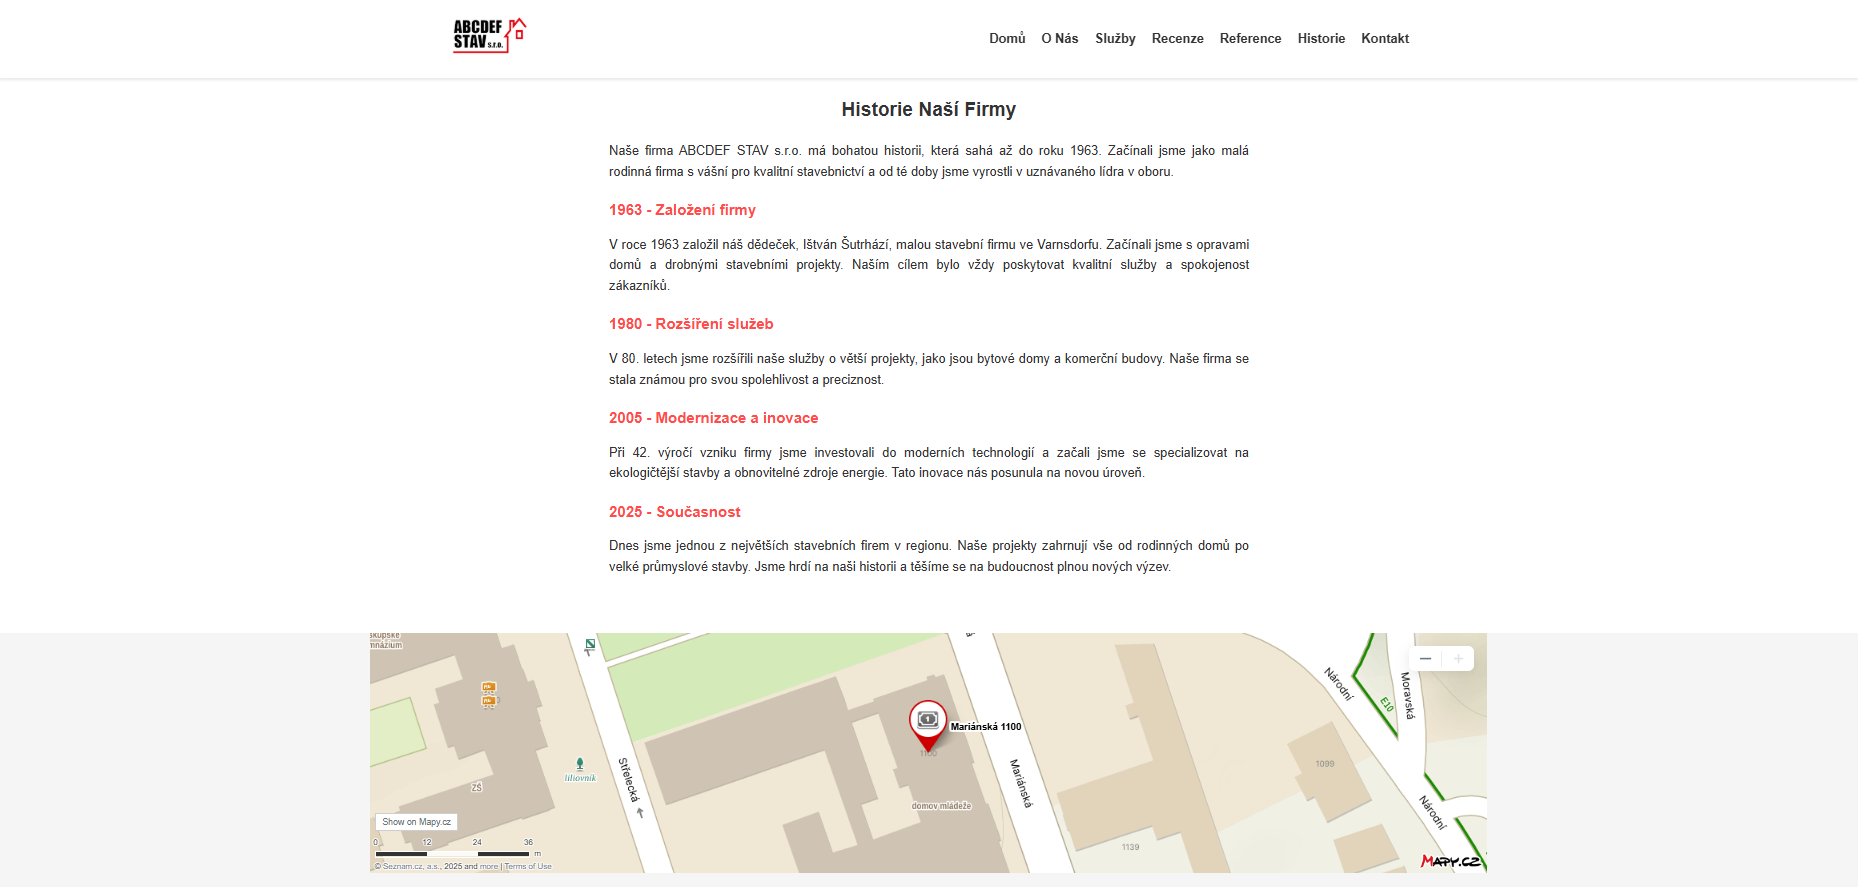 ABCDEF
STAV s.r.o.
Domů O Nás Služby Recenze Reference Historie Kontakt
Historie Naší Firmy
Naše firma ABCDEF STAV s.r.o. má bohatou historii, která sahá až do roku 1963. Začínali jsme jako malá
rodinná firma s vášní pro kvalitní stavebnictví a od té doby jsme vyrostli v uznávaného lídra v oboru.
1963 - Založení firmy
V roce 1963 založil náš dědeček, Ištván Šutrhází, malou stavební firmu ve Varnsdorfu. Začínali jsme s opravami
domů a drobnými stavebními projekty. Naším cílem bylo vždy poskytovat kvalitní služby a spokojenost
zákazníků.
1980 - Rozšíření služeb
V 80. letech jsme rozšířili naše služby o větší projekty, jako jsou bytové domy a komerční budovy. Naše firma se
stala známou pro svou spolehlivost a preciznost.
2005 - Modernizace a inovace
Při 42. výročí vzniku firmy jsme investovali do moderních technologií a začali jsme se specializovat na
ekologičtější stavby a obnovitelné zdroje energie. Tato inovace nás posunula na novou úroveň.
2025 - Současnost
Dnes jsme jednou z největších stavebních firem v regionu. Naše projekty zahrnují vše od rodinných domů po
velké průmyslové stavby. Jsme hrdí na naši historii a těšíme se na budoucnost plnou nových výzev.
Národní
Moravská
E10
1
Mariánská 1100
1100
Střelecká
liliovník
ZŠ
Mariánská
1099
domov mládeže
Národní
Show on Mapy.cz
0 12 24 36
m
1139
© Seznam.cz, a.s., 2025 and more | Terms of Use
MAPY.CZ